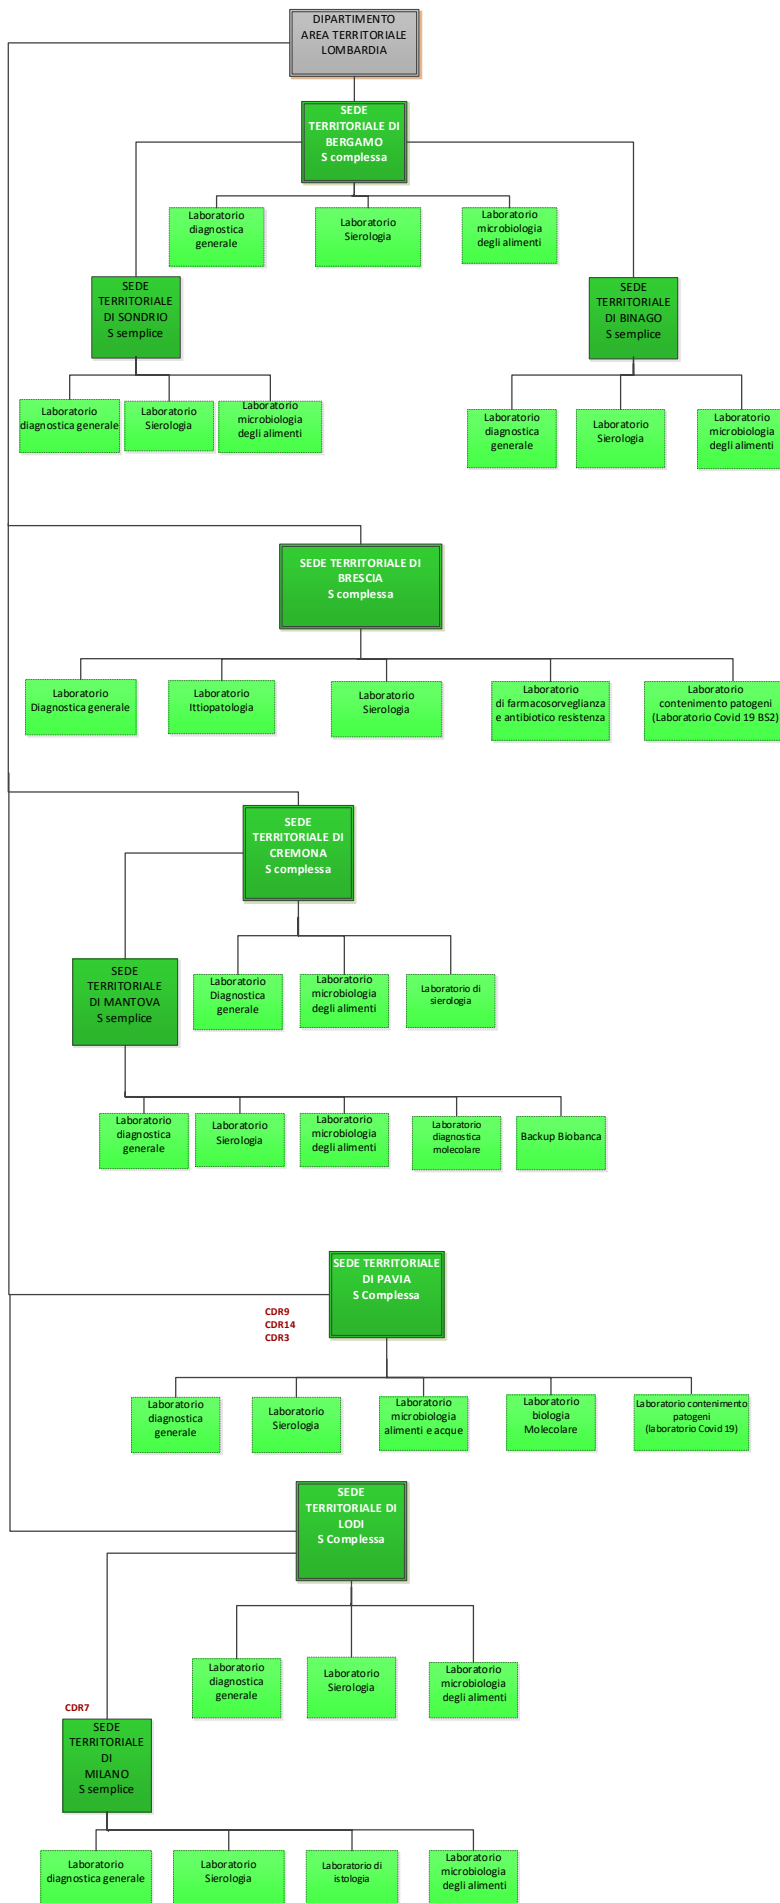 DIPARTIMENTO
AREA TERRITORIALE
LOMBARDIA
SEDE
TERRITORIALE DI
BERGAMO
S complessa
Laboratorio
diagnostica
generale
Laboratorio
Sierologia
Laboratorio
microbiologia
degli alimenti
SEDE
TERRITORIALE
DI SONDRIO
S semplice
SEDE
TERRITORIALE
DI BINAGO
S semplice
Laboratorio
diagnostica generale
Laboratorio
Sierologia
Laboratorio
microbiologia
degli alimenti
Laboratorio
diagnostica
generale
Laboratorio
Sierologia
Laboratorio
microbiologia
degli alimenti
SEDE TERRITORIALE DI
BRESCIA
S complessa
Laboratorio
Diagnostica generale
Laboratorio
Ittiopatologia
Laboratorio
Sierologia
Laboratorio
di farmacosorveglianza
e antibiotico resistenza
Laboratorio
contenimento patogeni
(Laboratorio Covid 19 BS2)
SEDE
TERRITORIALE DI
CREMONA
S complessa
SEDE
TERRITORIALE
DI MANTOVA
S semplice
Laboratorio
Diagnostica
generale
Laboratorio
microbiologia
degli alimenti
Laboratorio di
sierologia
Laboratorio
diagnostica
generale
Laboratorio
Sierologia
Laboratorio
microbiologia
degli alimenti
Laboratorio
diagnostica
molecolare
Backup Biobanca
SEDE TERRITORIALE
DI PAVIA
S Complessa
CDR9
CDR14
CDR3
Laboratorio
diagnostica
generale
Laboratorio
Sierologia
Laboratorio
microbiologia
alimenti e acque
Laboratorio
biologia
Molecolare
Laboratorio contenimento
patogeni
(laboratorio Covid 19)
SEDE
TERRITORIALE DI
LODI
S Complessa
Laboratorio
diagnostica
generale
Laboratorio
Sierologia
Laboratorio
microbiologia
degli alimenti
CDR7
SEDE
TERRITORIALE
DI
MILANO
S semplice
Laboratorio
diagnostica generale
Laboratorio
Sierologia
Laboratorio di
istologia
Laboratorio
microbiologia
degli alimenti